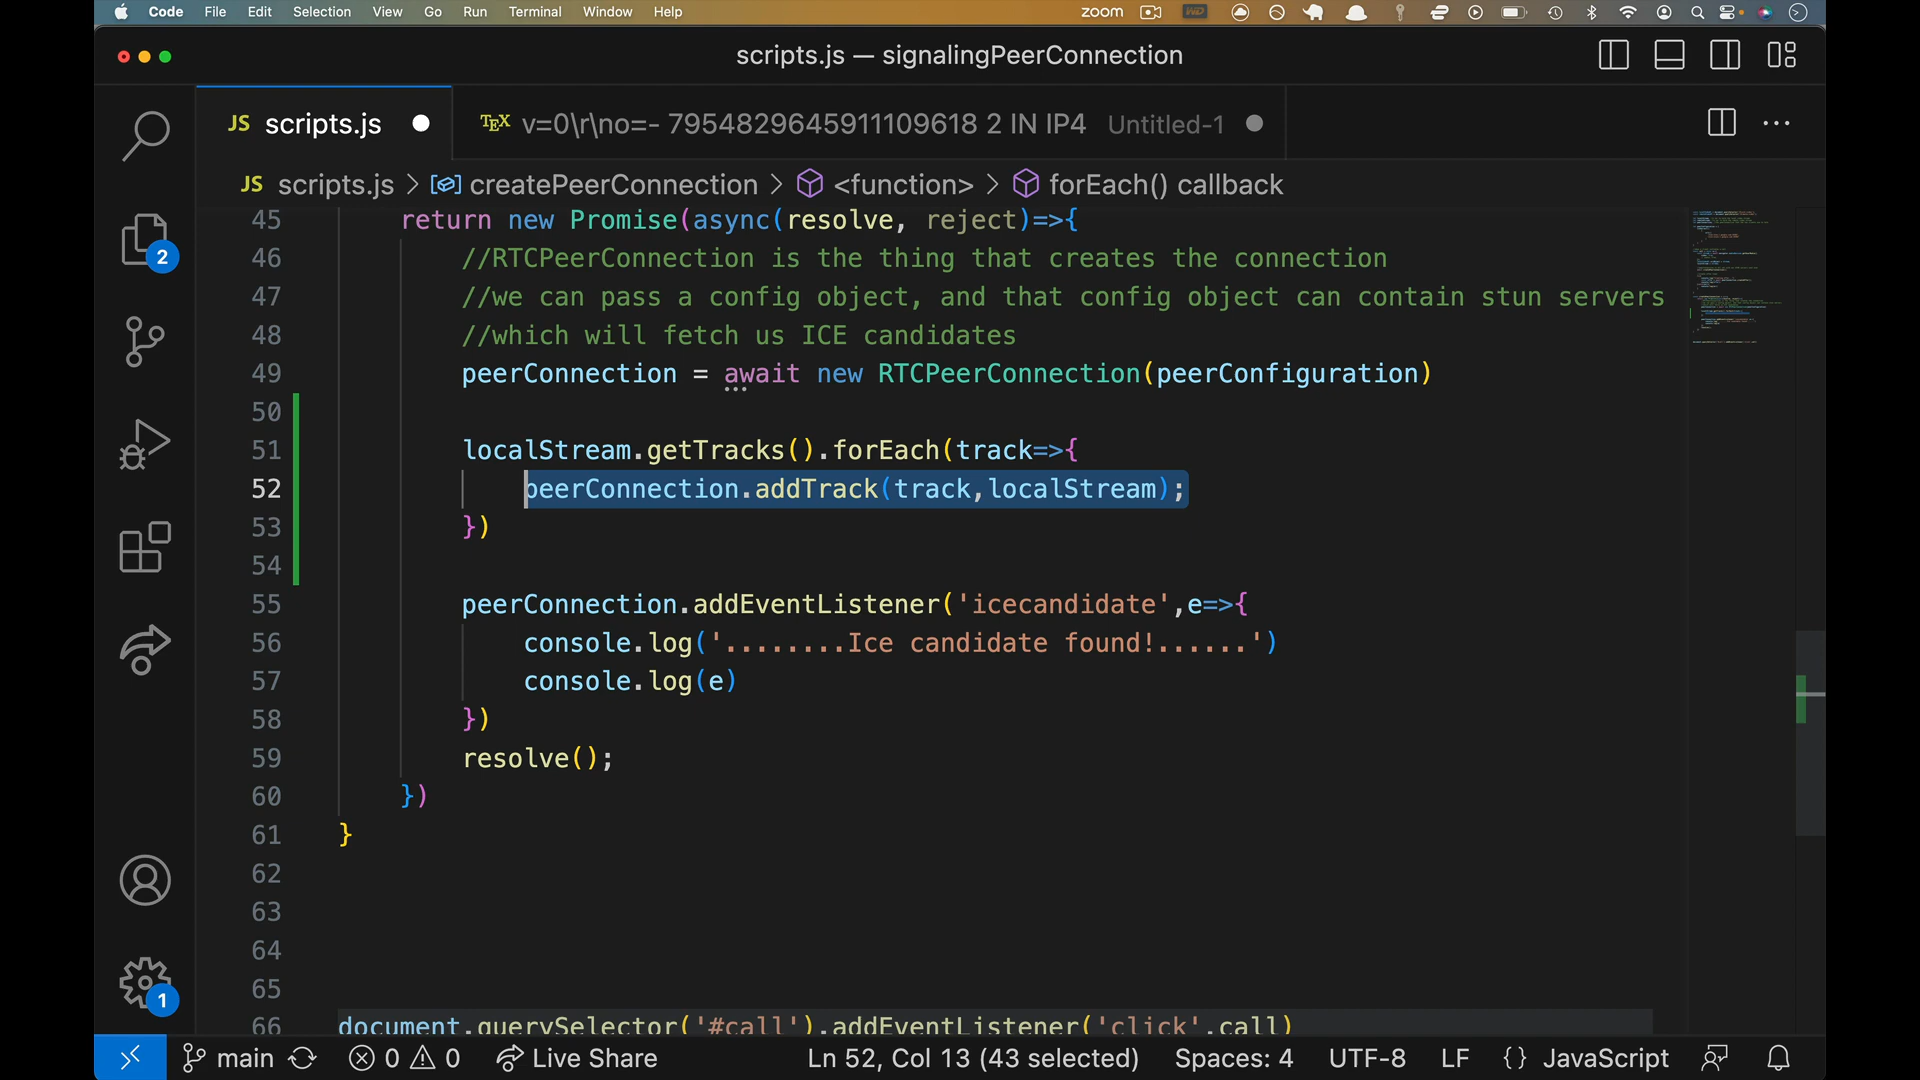 Code File Edit Selection View Go Run Terminal Window Help zoom
scripts.js — signalingPeerConnection
JS scripts.js
TEX v=0\r\no=- 7954829645911109618 2 IN IP4 Untitled-1
JS scripts.js > createPeerConnection > <function> > forEach() callback
45 return new Promise(async(resolve, reject)=>{
46 //RTCPeerConnection is the thing that creates the connection
47 //we can pass a config object, and that config object can contain stun servers
48 //which will fetch us ICE candidates
49 peerConnection = await new RTCPeerConnection(peerConfiguration)
50
51 localStream.getTracks().forEach(track=>{
52 peerConnection.addTrack(track,localStream);
53 })
54
55 peerConnection.addEventListener('icecandidate',e=>{
56 console.log('........Ice candidate found!......')
57 console.log(e)
58 })
59 resolve();
60 })
61 }
62
63
64
65
66 document.querySelector('#call').addEventListener('click',call)
2
1
main 0 0 Live Share Ln 52, Col 13 (43 selected) Spaces: 4 UTF-8 LF {} JavaScript